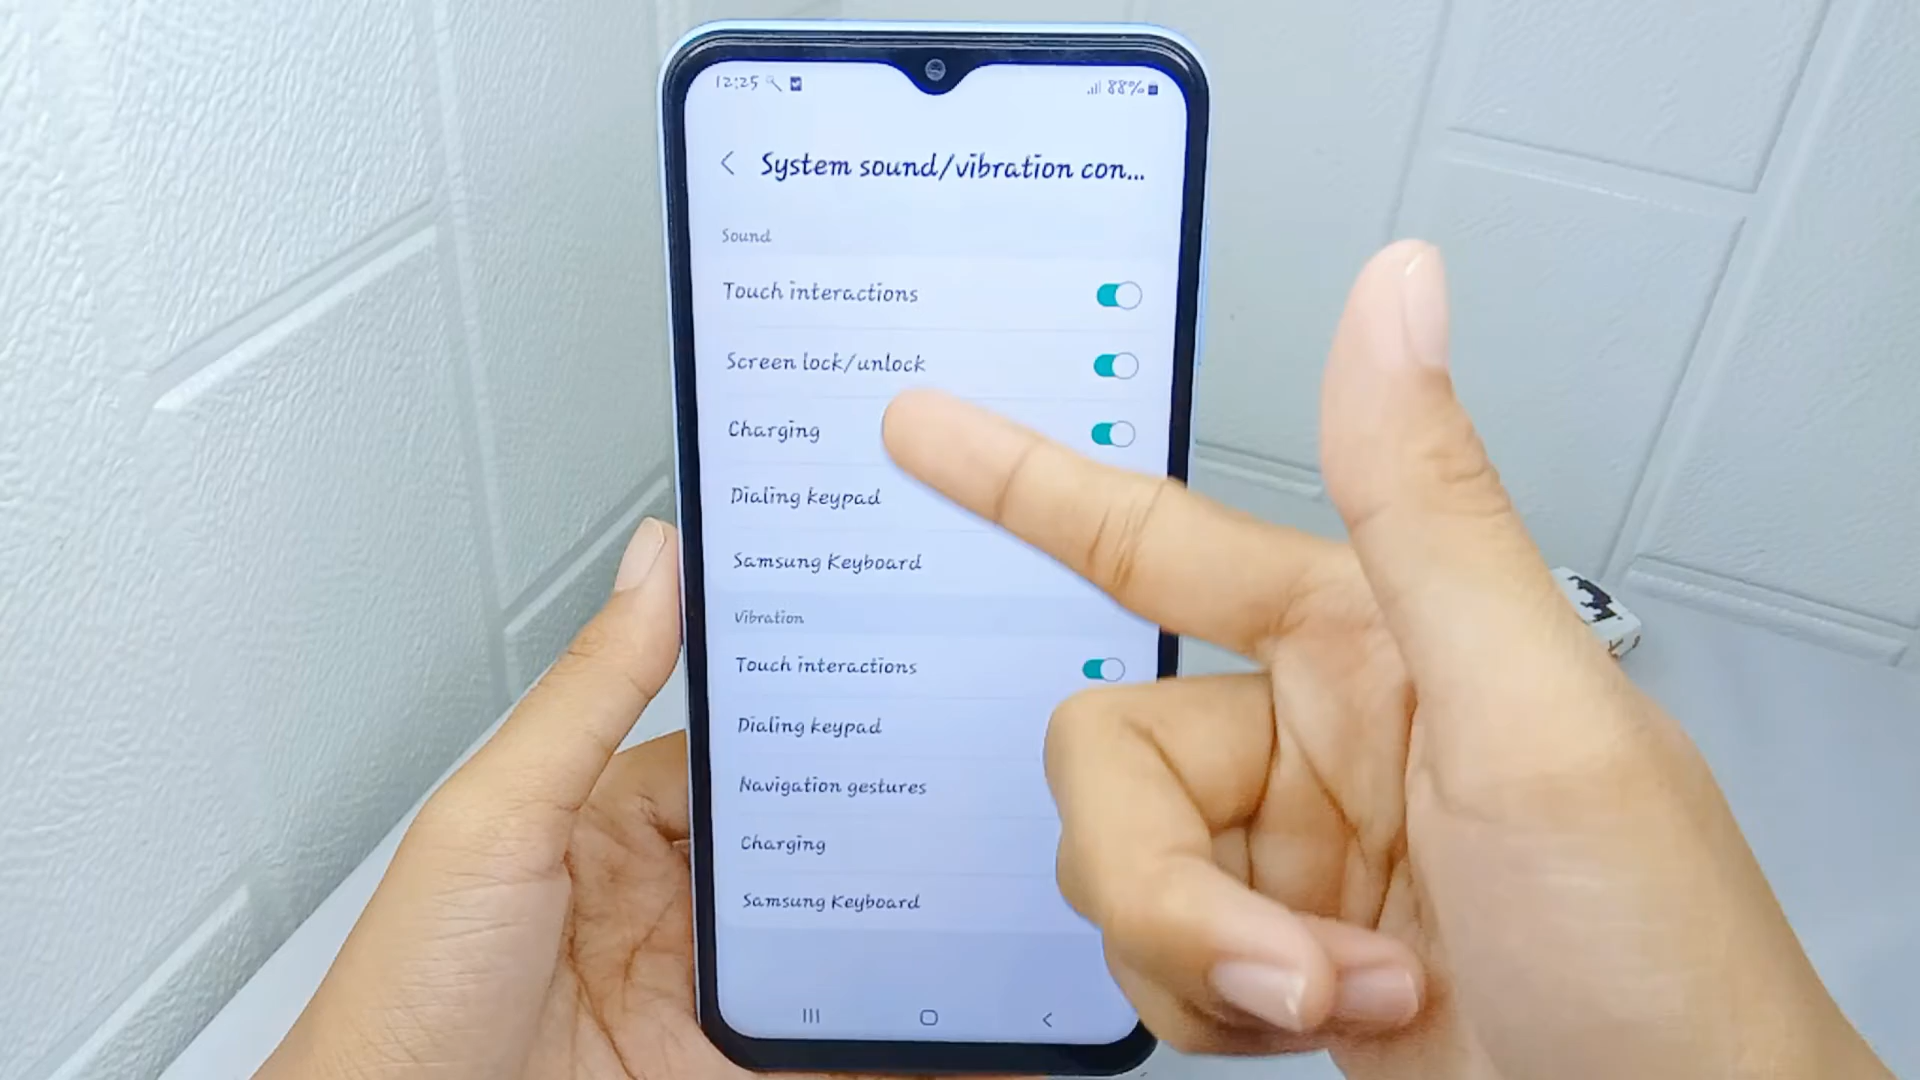 12:25
88%
System sound/vibration con...
Sound
Touch interactions
Screen lock/unlock
Charging
Dialing keypad
Samsung Keyboard
Vibration
Touch interactions
Dialing keypad
Navigation gestures
Charging
Samsung Keyboard